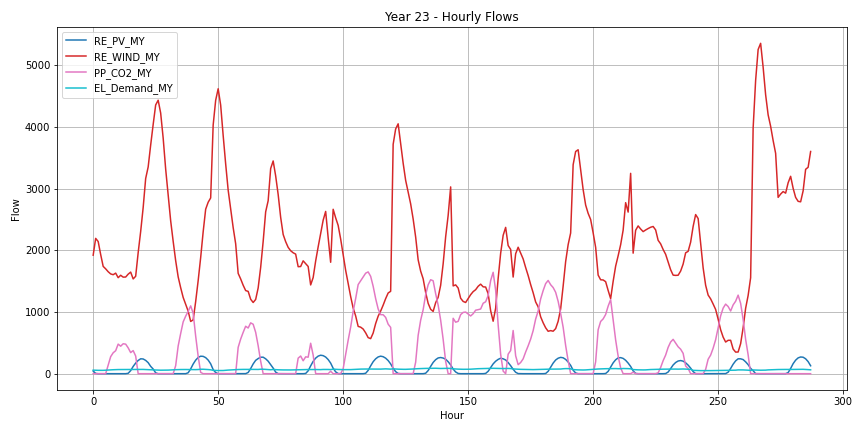 Year 23 - Hourly Flows
RE_PV_MY
RE_WIND_MY
PP_CO2_MY
EL_Demand_MY
5000
4000
3000
2000
1000
0
Flow
0 50 100 150 200 250 300
Hour